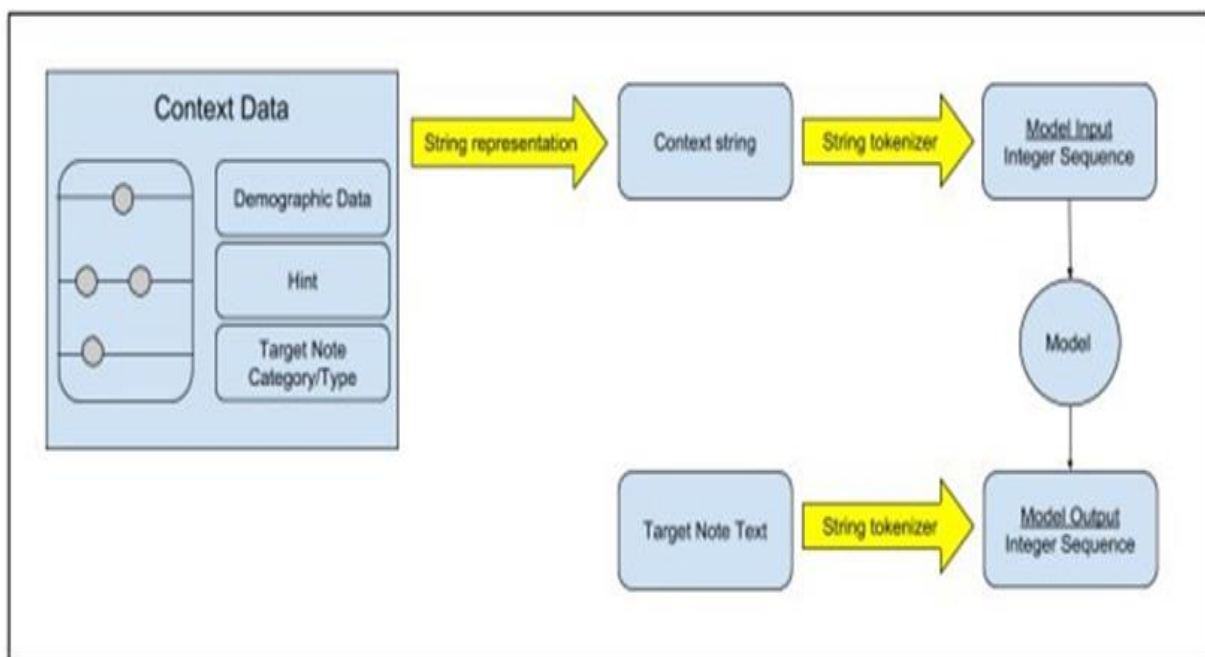 Context Data
Demographic Data
Hint
Target Note
Category/Type
String representation
Context string
String tokenizer
Model Input
Integer Sequence
Model
Target Note Text
String tokenizer
Model Output
Integer Sequence